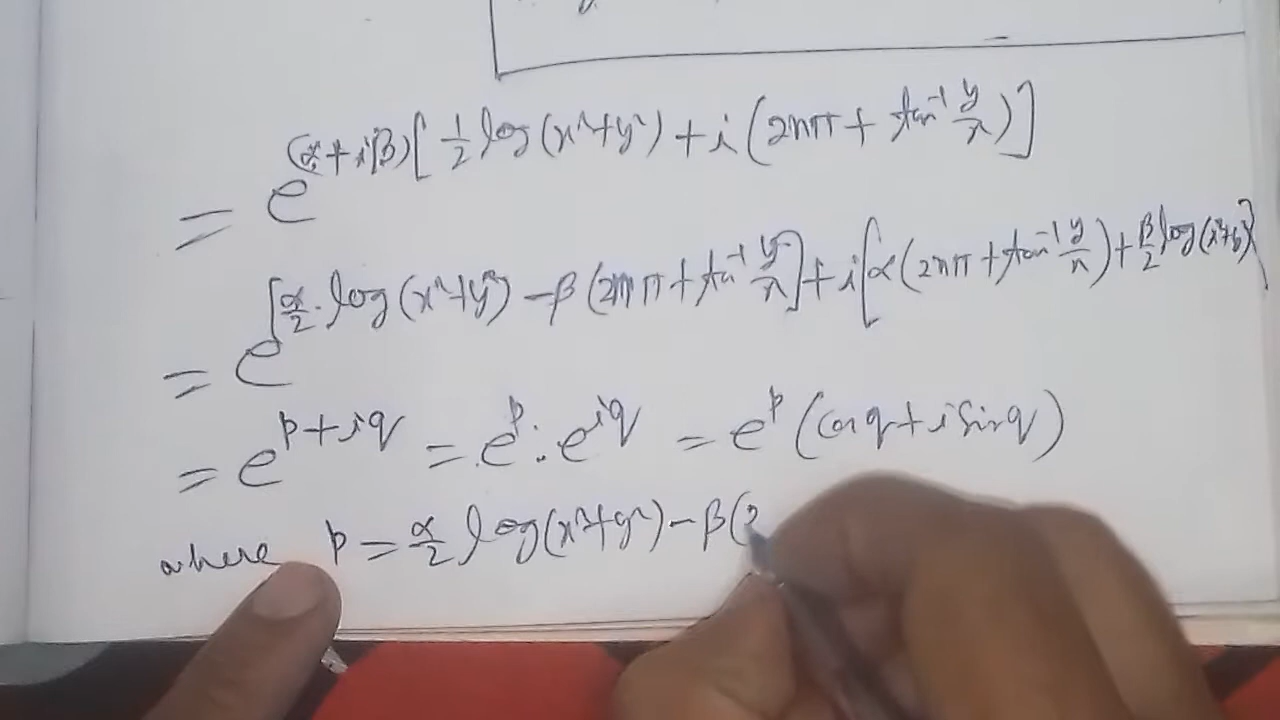 = e^{(α+iβ)[½ log(x²+y²) + i(2nπ + tan⁻¹ y/x)]}
= e^{[α/2 · log(x²+y²) − β(2nπ + tan⁻¹ y/x)] + i[α(2nπ + tan⁻¹ y/x) + β/2 log(x²+y²)]}
= e^{p+iq} = e^p · e^{iq} = e^p (cos q + i sin q)
where p = α/2 log(x²+y²) − β(2